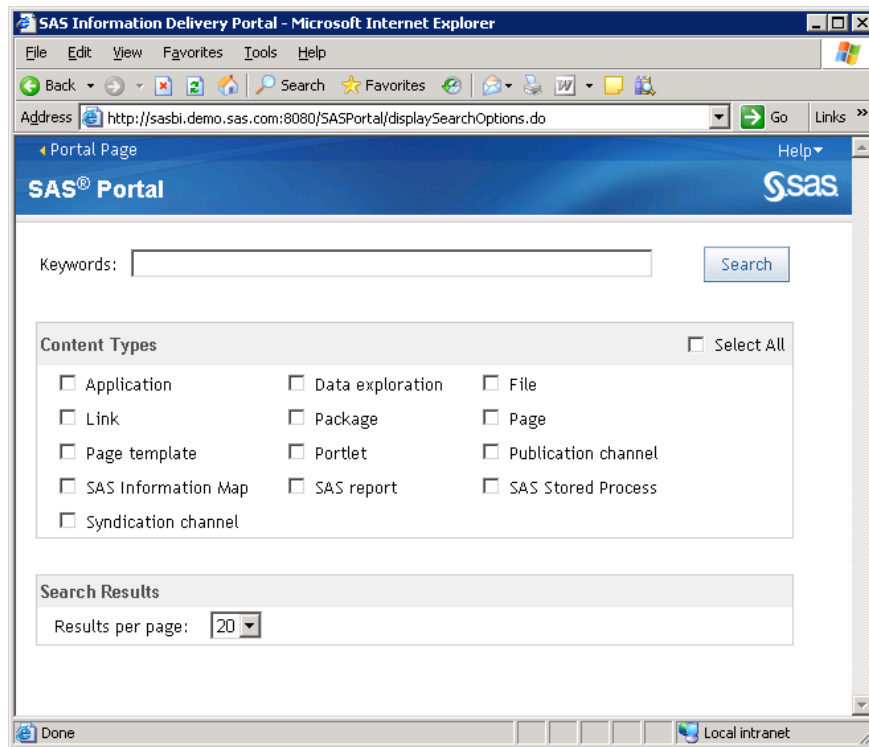 SAS Information Delivery Portal - Microsoft Internet Explorer
File Edit View Favorites Tools Help
Back Search Favorites W
Address http://sasbi.demo.sas.com:8080/SASPortal/displaySearchOptions.do Go Links »
Portal Page Help
SAS® Portal sas
Keywords: Search
Content Types Select All
Application Data exploration File
Link Package Page
Page template Portlet Publication channel
SAS Information Map SAS report SAS Stored Process
Syndication channel
Search Results
Results per page: 20
Done Local intranet